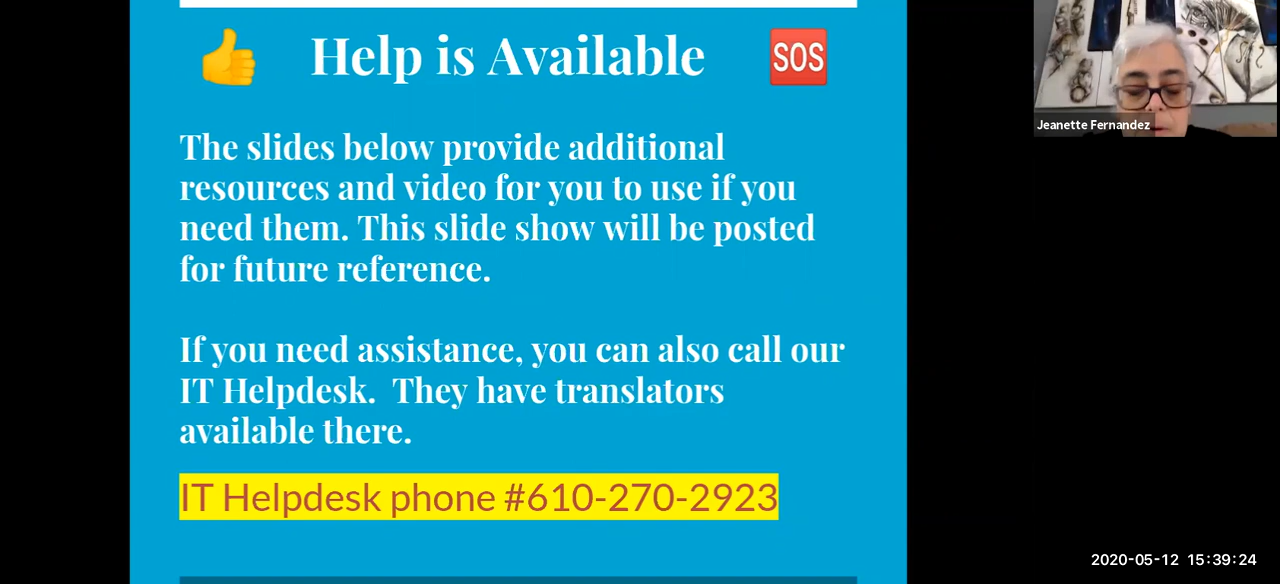 Help is Available
SOS
The slides below provide additional
resources and video for you to use if you
need them. This slide show will be posted
for future reference.
If you need assistance, you can also call our
IT Helpdesk.  They have translators
available there.
IT Helpdesk phone #610-270-2923
Jeanette Fernandez
2020-05-12 15:39:24